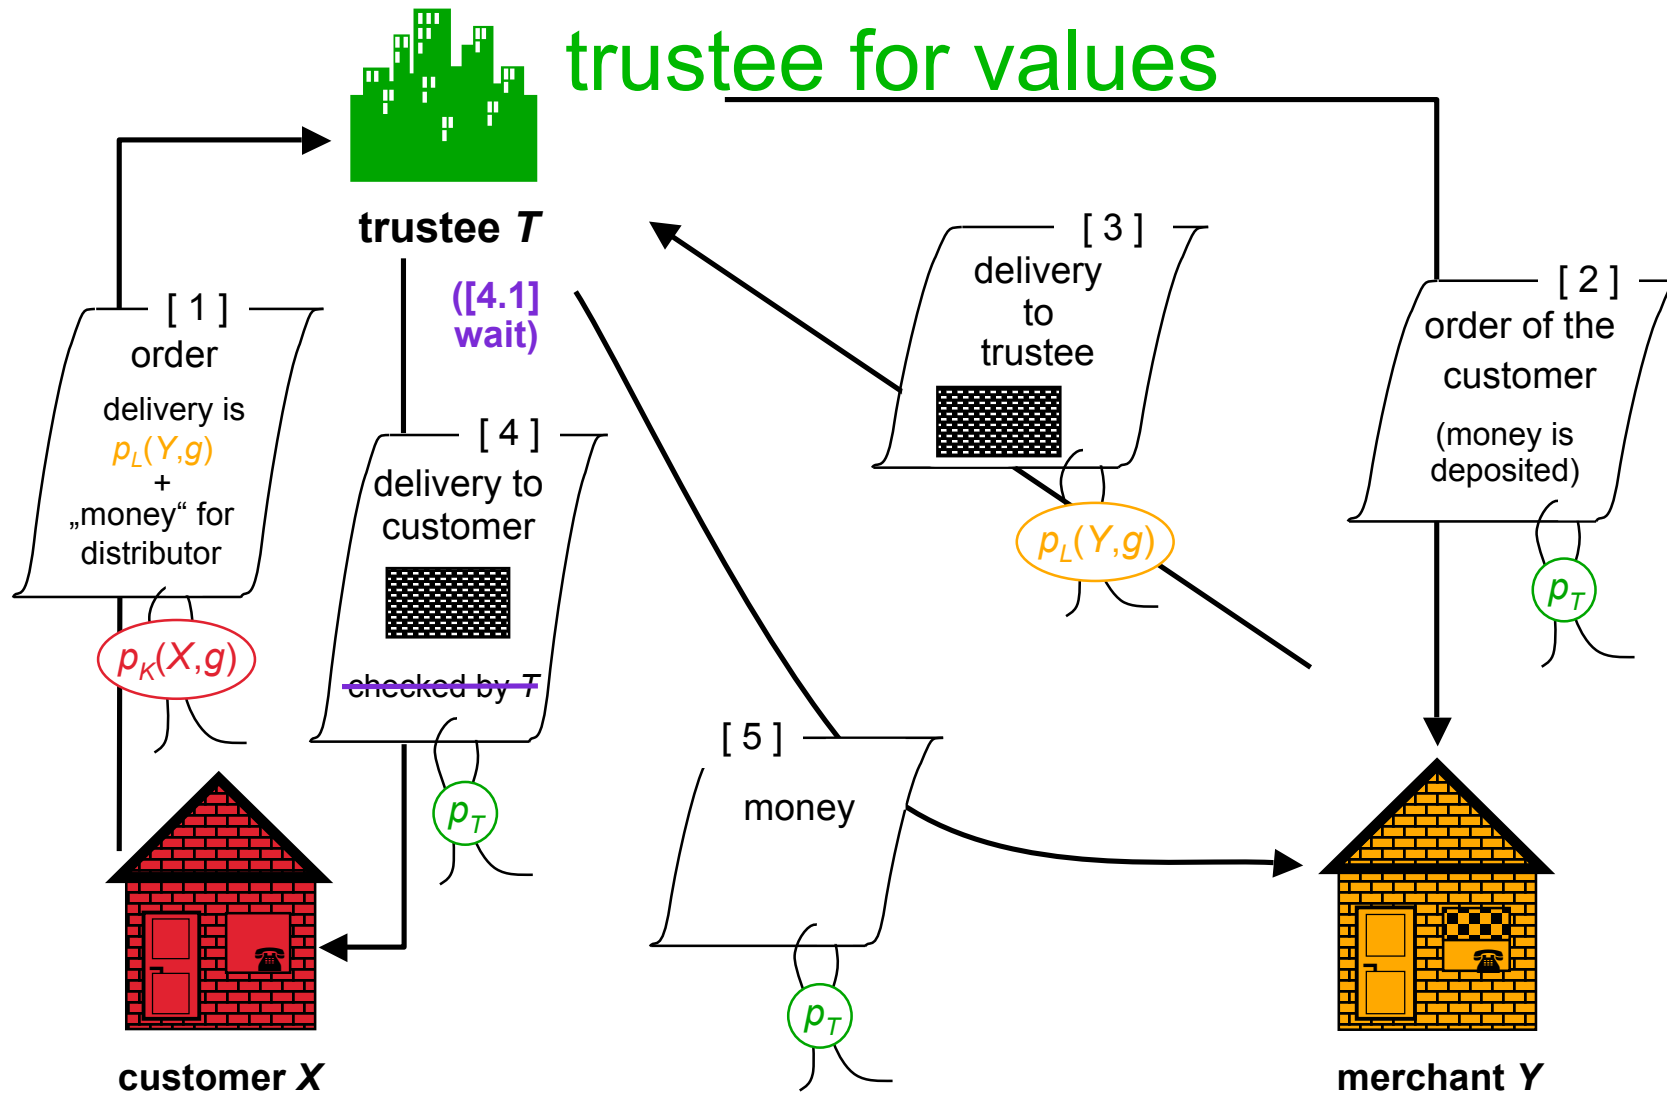 trustee for values
trustee T
([4.1]
wait)
[ 1 ]
order
delivery is
pL(Y,g)
+
„money“ for
distributor
pK(X,g)
[ 4 ]
delivery to
customer
checked by T
pT
[ 3 ]
delivery
to
trustee
pL(Y,g)
[ 2 ]
order of the
customer
(money is
deposited)
pT
[ 5 ]
money
pT
customer X
merchant Y